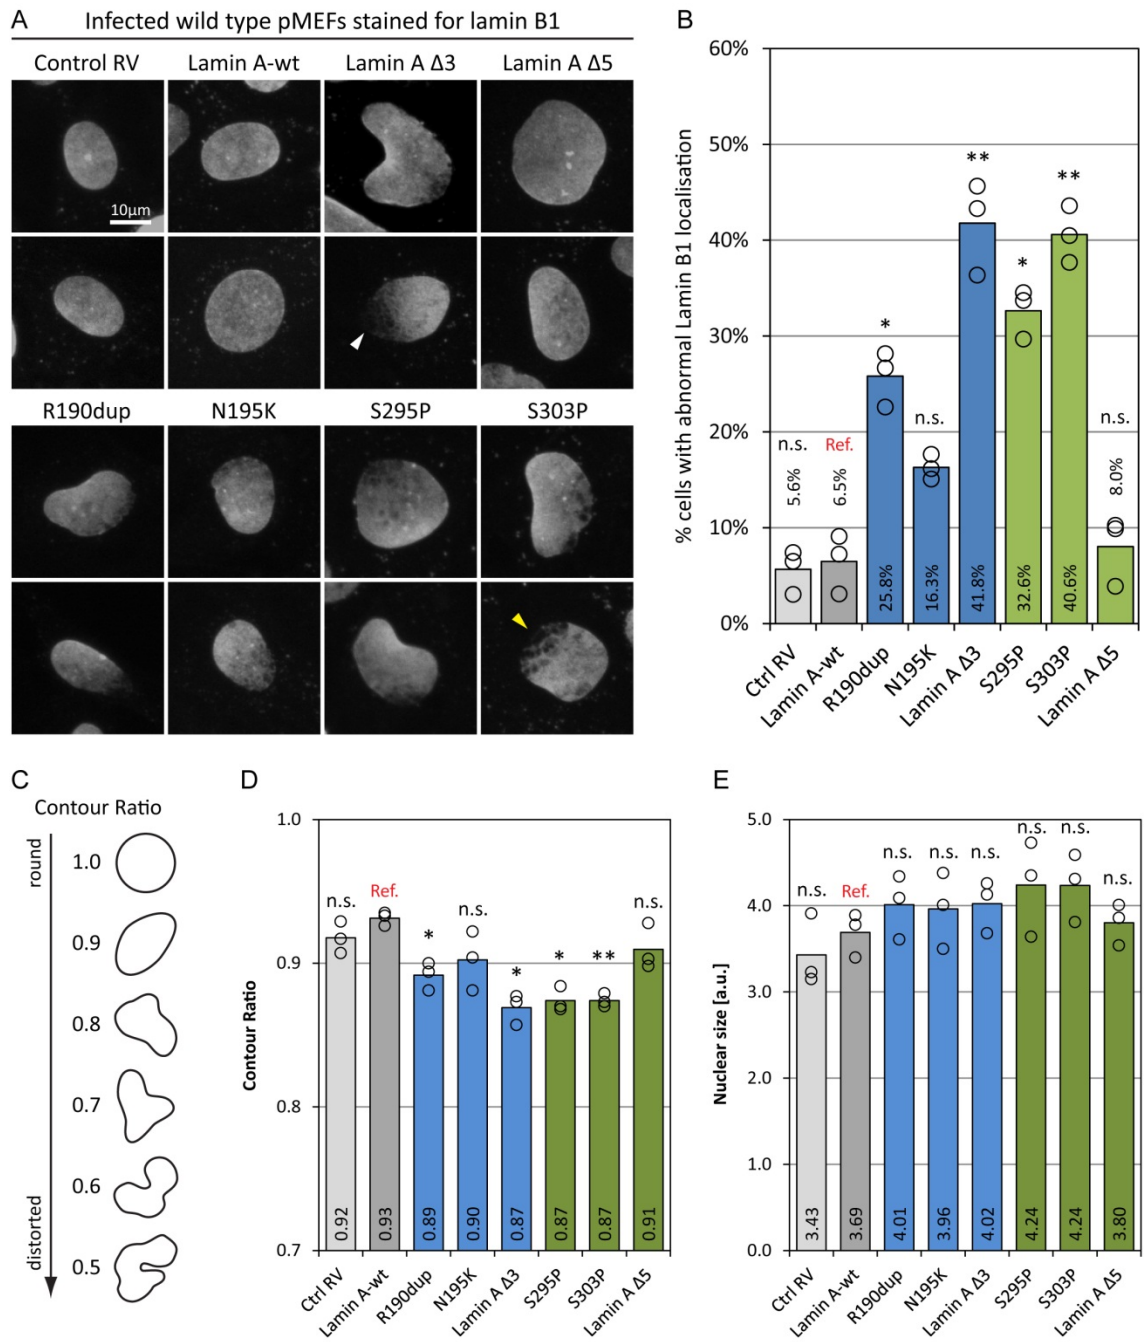 A
Infected wild type pMEFs stained for lamin B1
Control RV Lamin A-wt Lamin A Δ3 Lamin A Δ5
10µm
R190dup N195K S295P S303P
B
% cells with abnormal Lamin B1 localisation
60%
50%
40%
30%
20%
10%
0%
n.s.
5.6%
Ref.
6.5%
*
25.8%
n.s.
16.3%
**
41.8%
*
32.6%
**
40.6%
n.s.
8.0%
Ctrl RV
Lamin A-wt
R190dup
N195K
Lamin A Δ3
S295P
S303P
Lamin A Δ5
C
Contour Ratio
round
1.0
0.9
0.8
0.7
0.6
0.5
distorted
D
Contour Ratio
1.0
0.9
0.8
0.7
n.s.
Ref.
*
n.s.
*
*
**
n.s.
0.92
0.93
0.89
0.90
0.87
0.87
0.87
0.91
Ctrl RV
Lamin A-wt
R190dup
N195K
Lamin A Δ3
S295P
S303P
Lamin A Δ5
E
Nuclear size [a.u.]
5.0
4.0
3.0
2.0
1.0
0.0
n.s.
Ref.
n.s.
n.s.
n.s.
n.s.
n.s.
n.s.
3.43
3.69
4.01
3.96
4.02
4.24
4.24
3.80
Ctrl RV
Lamin A-wt
R190dup
N195K
Lamin A Δ3
S295P
S303P
Lamin A Δ5